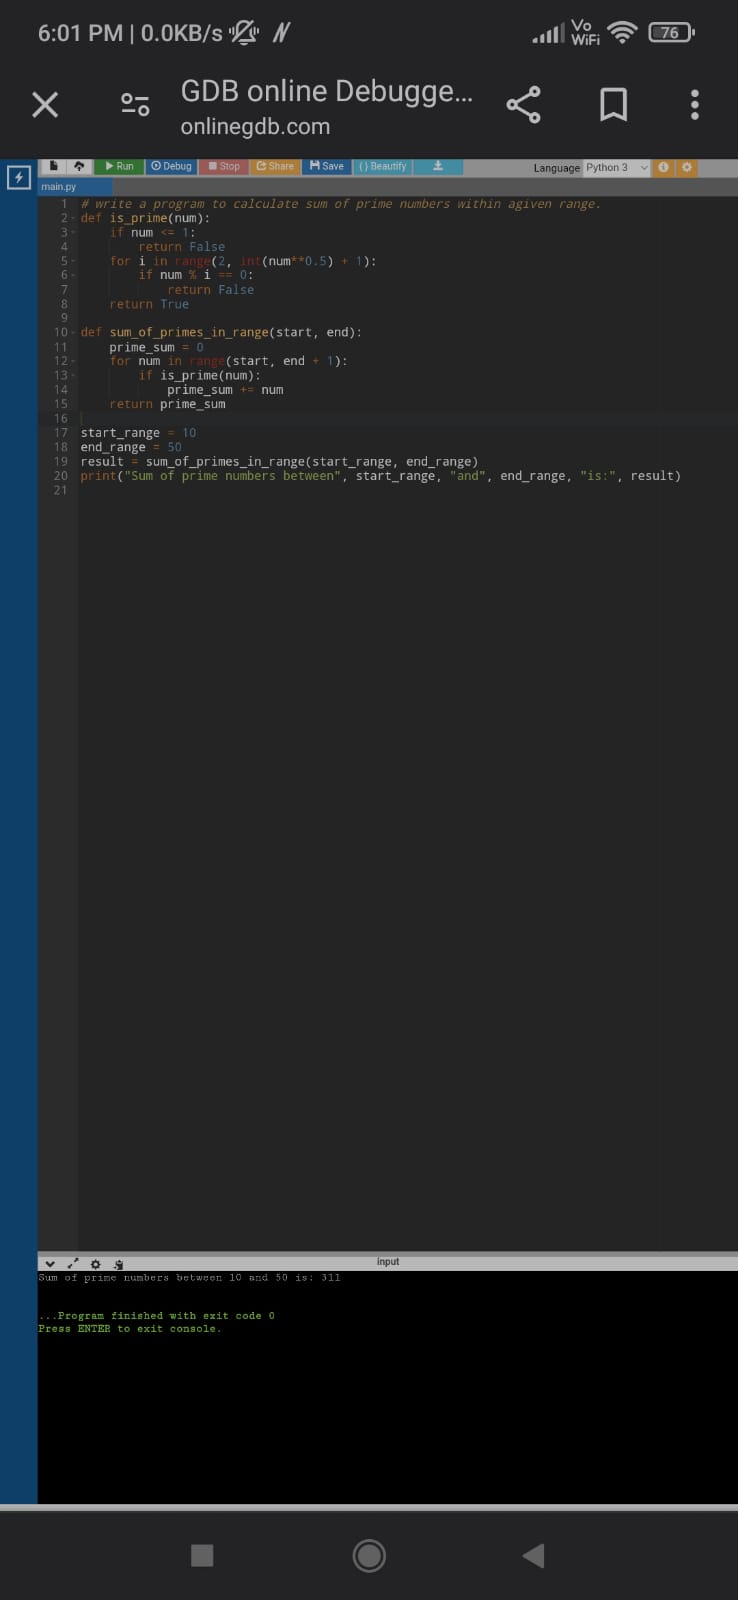 6:01 PM | 0.0KB/s
Vo WiFi 76
GDB online Debugge...
onlinegdb.com
Run Debug Stop Share Save {} Beautify Language Python 3
main.py
1 # write a program to calculate sum of prime numbers within agiven range.
2 def is_prime(num):
3 if num <= 1:
4 return False
5 for i in range(2, int(num**0.5) + 1):
6 if num % i == 0:
7 return False
8 return True
9
10 def sum_of_primes_in_range(start, end):
11 prime_sum = 0
12 for num in range(start, end + 1):
13 if is_prime(num):
14 prime_sum += num
15 return prime_sum
16
17 start_range = 10
18 end_range = 50
19 result = sum_of_primes_in_range(start_range, end_range)
20 print("Sum of prime numbers between", start_range, "and", end_range, "is:", result)
21
input
Sum of prime numbers between 10 and 50 is: 311
...Program finished with exit code 0
Press ENTER to exit console.